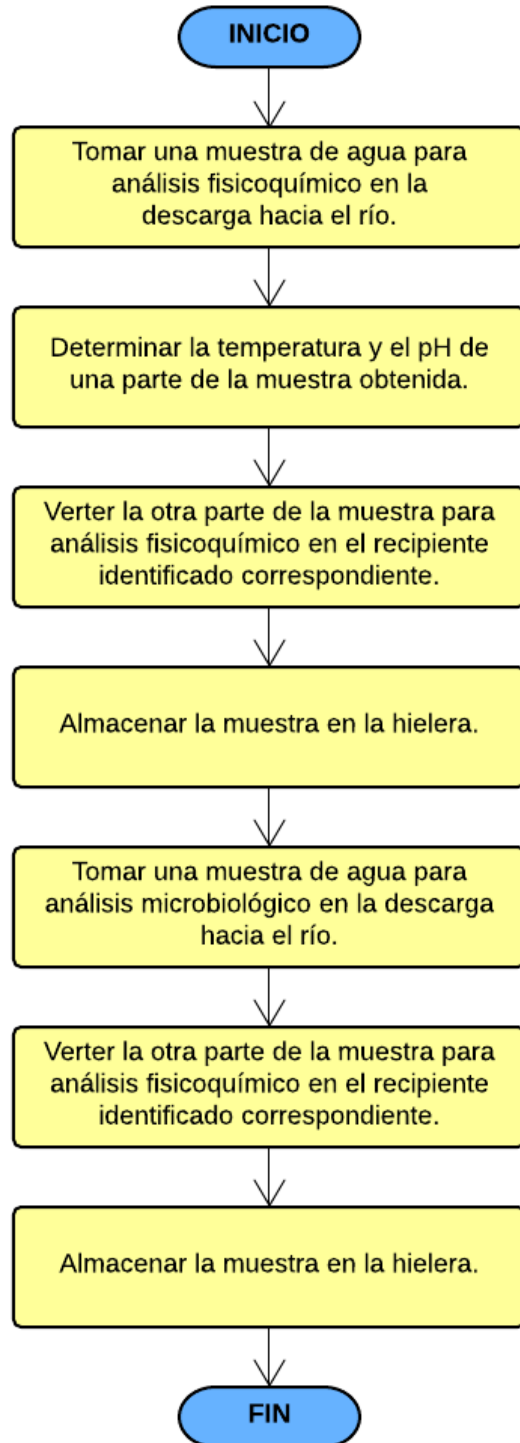 INICIO
Tomar una muestra de agua para
análisis fisicoquímico en la
descarga hacia el río.
Determinar la temperatura y el pH de
una parte de la muestra obtenida.
Verter la otra parte de la muestra para
análisis fisicoquímico en el recipiente
identificado correspondiente.
Almacenar la muestra en la hielera.
Tomar una muestra de agua para
análisis microbiológico en la descarga
hacia el río.
Verter la otra parte de la muestra para
análisis fisicoquímico en el recipiente
identificado correspondiente.
Almacenar la muestra en la hielera.
FIN